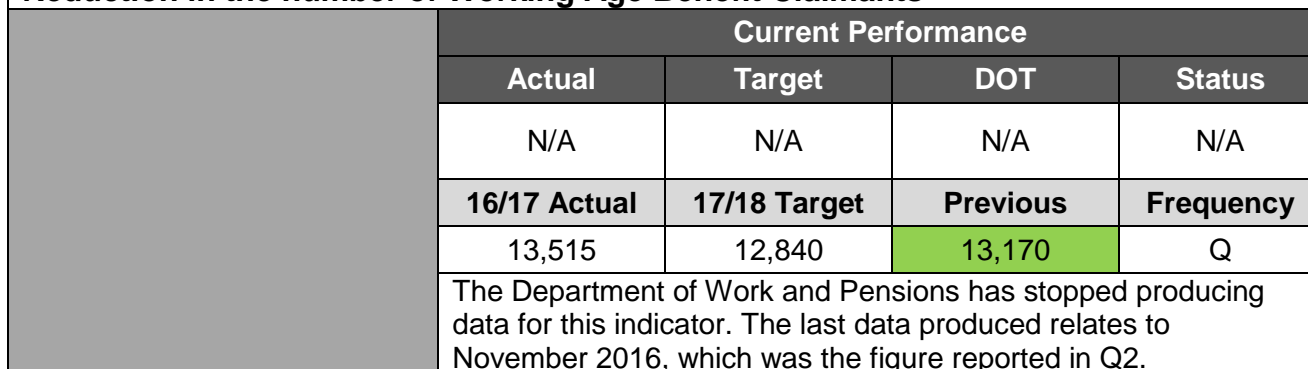 Reduction in the number of Working Age Benefit Claimants
Current Performance
Actual Target DOT Status
N/A N/A N/A N/A
16/17 Actual 17/18 Target Previous Frequency
13,515 12,840 13,170 Q
The Department of Work and Pensions has stopped producing
data for this indicator. The last data produced relates to
November 2016, which was the figure reported in Q2.